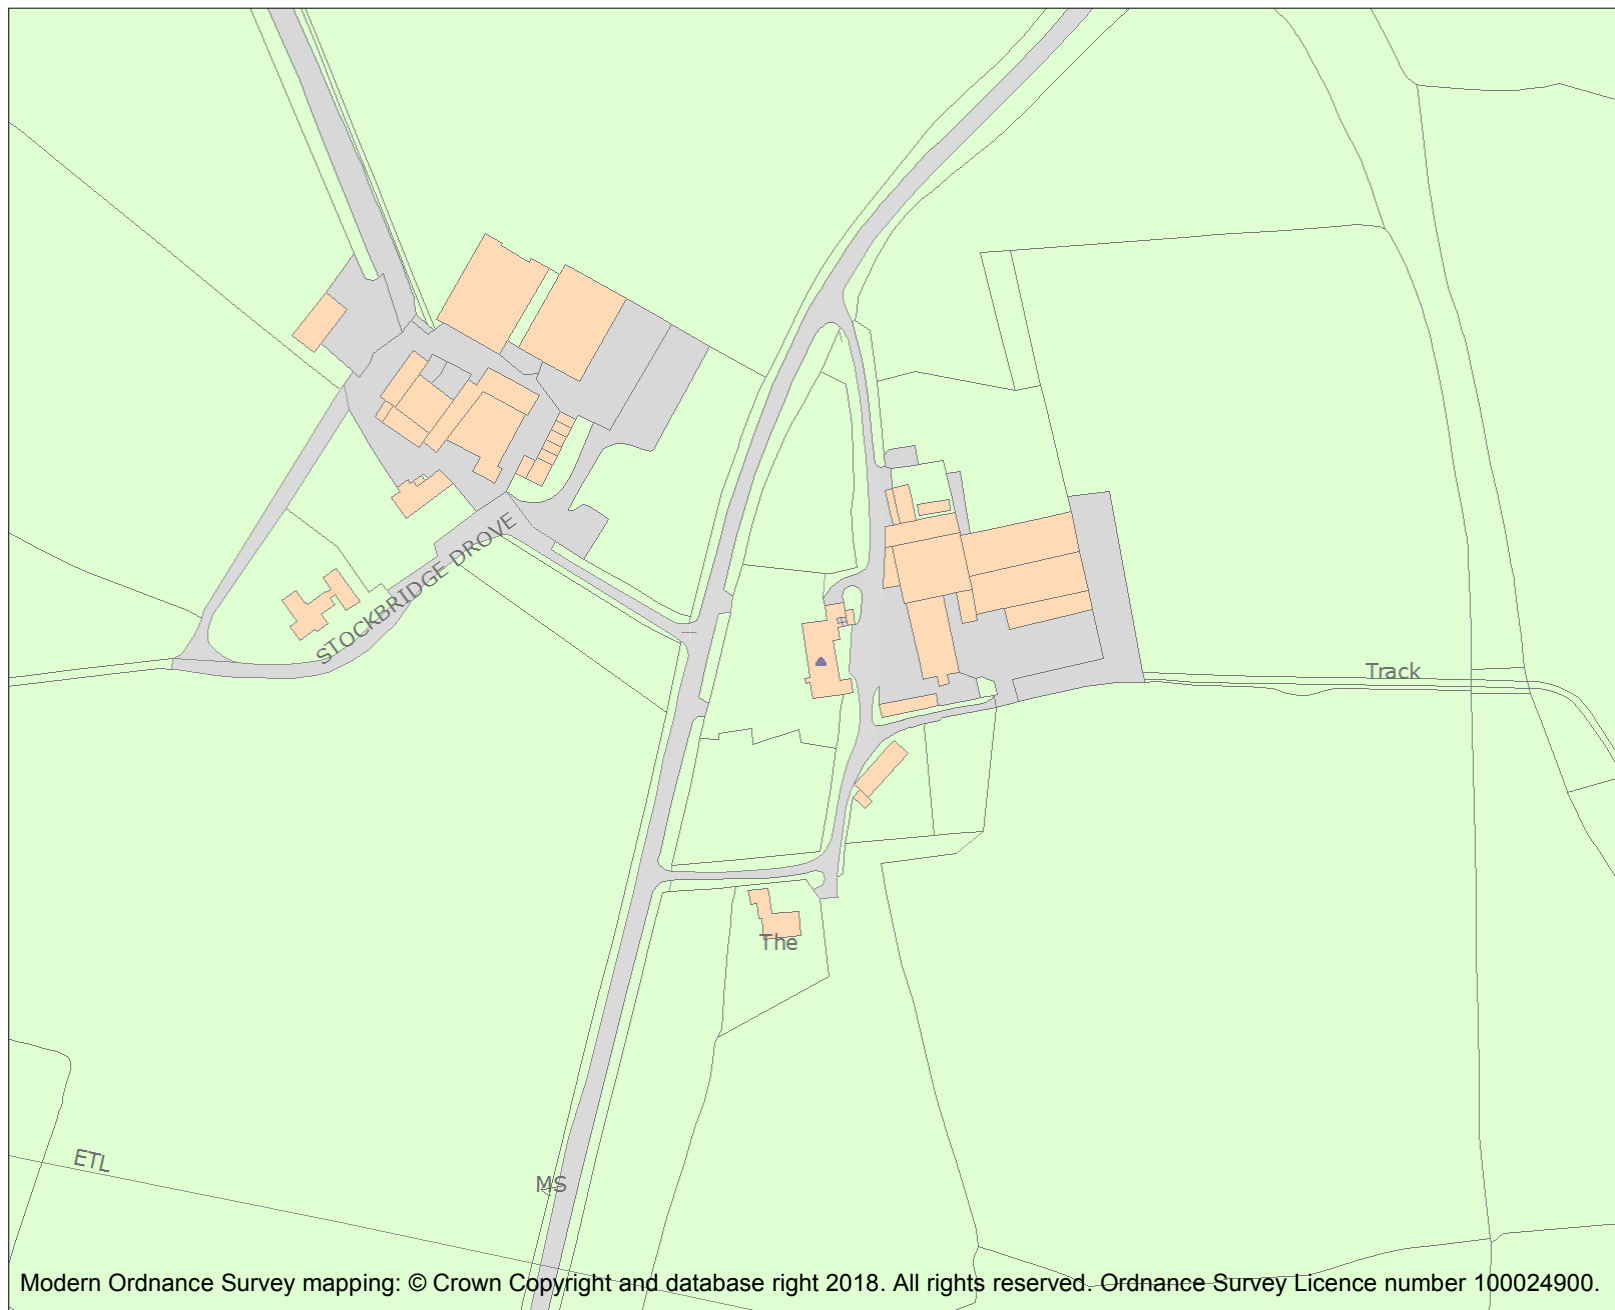 STOCKBRIDGE DROVE
Track
The
ETL
MS
Modern Ordnance Survey mapping: © Crown Copyright and database right 2018. All rights reserved. Ordnance Survey Licence number 100024900.